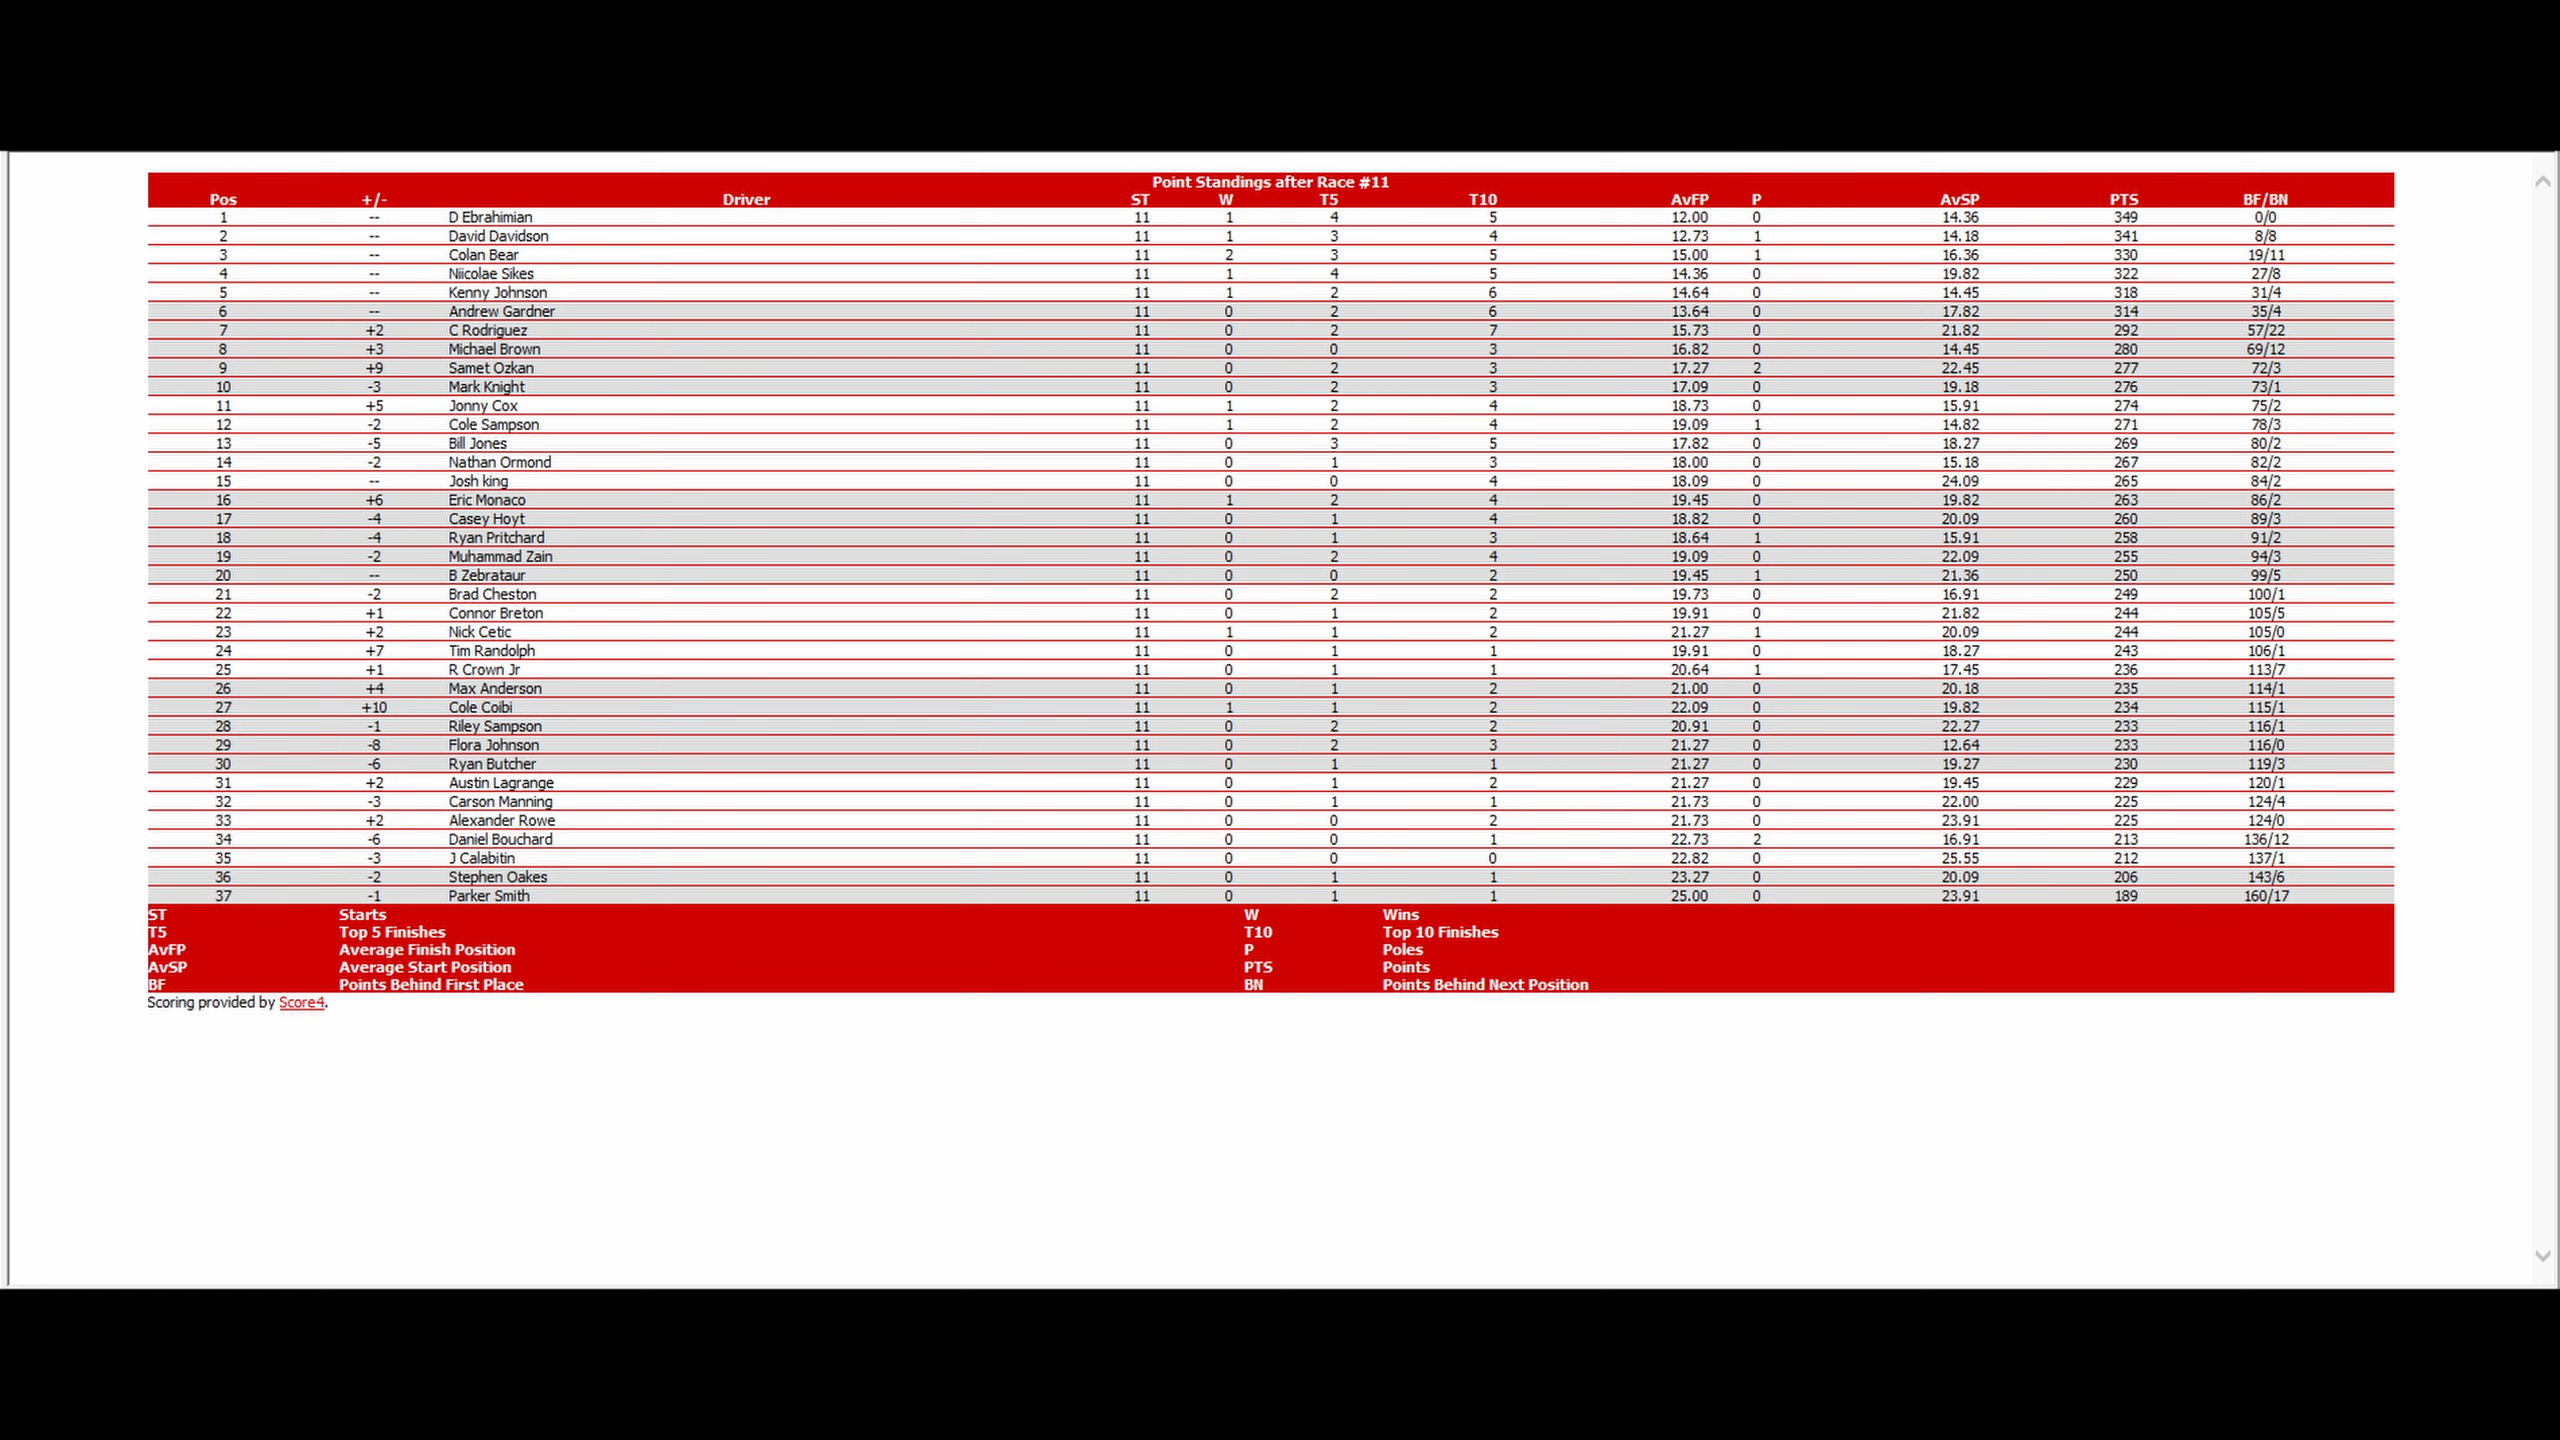 Point Standings after Race #11
Pos +/- Driver ST W T5 T10 AvFP P AvSP PTS BF/BN
1 -- D Ebrahimian 11 1 4 5 12.00 0 14.36 349 0/0
2 -- David Davidson 11 1 3 4 12.73 1 14.18 341 8/8
3 -- Colan Bear 11 2 3 5 15.00 1 16.36 330 19/11
4 -- Niicolae Sikes 11 1 4 5 14.36 0 19.82 322 27/8
5 -- Kenny Johnson 11 1 2 6 14.64 0 14.45 318 31/4
6 -- Andrew Gardner 11 0 2 6 13.64 0 17.82 314 35/4
7 +2 C Rodriguez 11 0 2 7 15.73 0 21.82 292 57/22
8 +3 Michael Brown 11 0 0 3 16.82 0 14.45 280 69/12
9 +9 Samet Ozkan 11 0 2 3 17.27 2 22.45 277 72/3
10 -3 Mark Knight 11 0 2 3 17.09 0 19.18 276 73/1
11 +5 Jonny Cox 11 1 2 4 18.73 0 15.91 274 75/2
12 -2 Cole Sampson 11 1 2 4 19.09 1 14.82 271 78/3
13 -5 Bill Jones 11 0 3 5 17.82 0 18.27 269 80/2
14 -2 Nathan Ormond 11 0 1 3 18.00 0 15.18 267 82/2
15 -- Josh king 11 0 0 4 18.09 0 24.09 265 84/2
16 +6 Eric Monaco 11 1 2 4 19.45 0 19.82 263 86/2
17 -4 Casey Hoyt 11 0 1 4 18.82 0 20.09 260 89/3
18 -4 Ryan Pritchard 11 0 1 3 18.64 1 15.91 258 91/2
19 -2 Muhammad Zain 11 0 2 4 19.09 0 22.09 255 94/3
20 -- B Zebrataur 11 0 0 2 19.45 1 21.36 250 99/5
21 -2 Brad Cheston 11 0 2 2 19.73 0 16.91 249 100/1
22 +1 Connor Breton 11 0 1 2 19.91 0 21.82 244 105/5
23 +2 Nick Cetic 11 1 1 2 21.27 1 20.09 244 105/0
24 +7 Tim Randolph 11 0 1 1 19.91 0 18.27 243 106/1
25 +1 R Crown Jr 11 0 1 1 20.64 1 17.45 236 113/7
26 +4 Max Anderson 11 0 1 2 21.00 0 20.18 235 114/1
27 +10 Cole Coibi 11 1 1 2 22.09 0 19.82 234 115/1
28 -1 Riley Sampson 11 0 2 2 20.91 0 22.27 233 116/1
29 -8 Flora Johnson 11 0 2 3 21.27 0 12.64 233 116/0
30 -6 Ryan Butcher 11 0 1 1 21.27 0 19.27 230 119/3
31 +2 Austin Lagrange 11 0 1 2 21.27 0 19.45 229 120/1
32 -3 Carson Manning 11 0 1 1 21.73 0 22.00 225 124/4
33 +2 Alexander Rowe 11 0 0 2 21.73 0 23.91 225 124/0
34 -6 Daniel Bouchard 11 0 0 1 22.73 2 16.91 213 136/12
35 -3 J Calabitin 11 0 0 0 22.82 0 25.55 212 137/1
36 -2 Stephen Oakes 11 0 1 1 23.27 0 20.09 206 143/6
37 -1 Parker Smith 11 0 1 1 25.00 0 23.91 189 160/17
ST Starts W Wins
T5 Top 5 Finishes T10 Top 10 Finishes
AvFP Average Finish Position P Poles
AvSP Average Start Position PTS Points
BF Points Behind First Place BN Points Behind Next Position
Scoring provided by Score4.